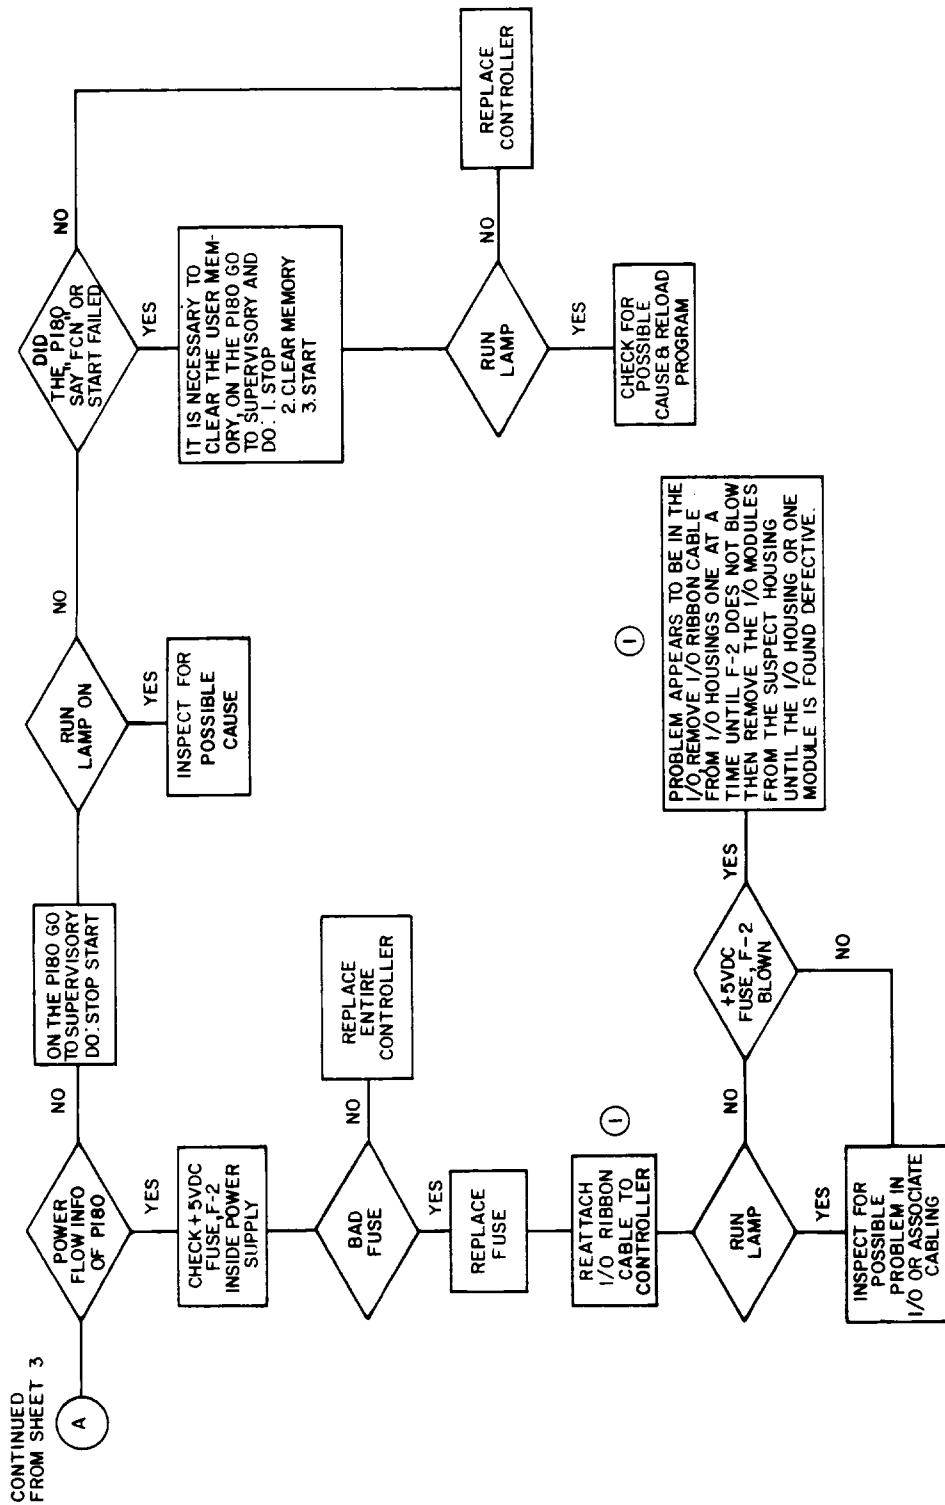 CONTINUED
FROM SHEET 3
A
POWER
FLOW INFO
OF P180
NO
ON THE P180 GO
TO SUPERVISORY
DO: STOP START
RUN
LAMP ON
NO
DID
THE "P180
SAY "FCN" OR
START FAILED
NO
YES
CHECK +5VDC
FUSE, F-2
INSIDE POWER
SUPPLY
YES
INSPECT FOR
POSSIBLE
CAUSE
YES
IT IS NECESSARY TO
CLEAR THE USER MEM-
ORY, ON THE P180 GO
TO SUPERVISORY AND
DO: 1. STOP
2. CLEAR MEMORY
3. START
BAD
FUSE
NO
REPLACE
ENTIRE
CONTROLLER
YES
REPLACE
FUSE
RUN
LAMP
NO
REPLACE
CONTROLLER
YES
CHECK FOR
POSSIBLE
CAUSE & RELOAD
PROGRAM
REATTACH
I/O RIBBON
CABLE TO
CONTROLLER
1
RUN
LAMP
NO
+5VDC
FUSE, F-2
BLOWN
YES
1
PROBLEM APPEARS TO BE IN THE
I/O, REMOVE I/O RIBBON CABLE
FROM I/O HOUSINGS ONE AT A
TIME UNTIL F-2 DOES NOT BLOW
THEN REMOVE THE I/O MODULES
FROM THE SUSPECT HOUSING
UNTIL THE I/O HOUSING OR ONE
MODULE IS FOUND DEFECTIVE.
YES
NO
INSPECT FOR
POSSIBLE
PROBLEM IN
I/O OR ASSOCIATE
CABLING